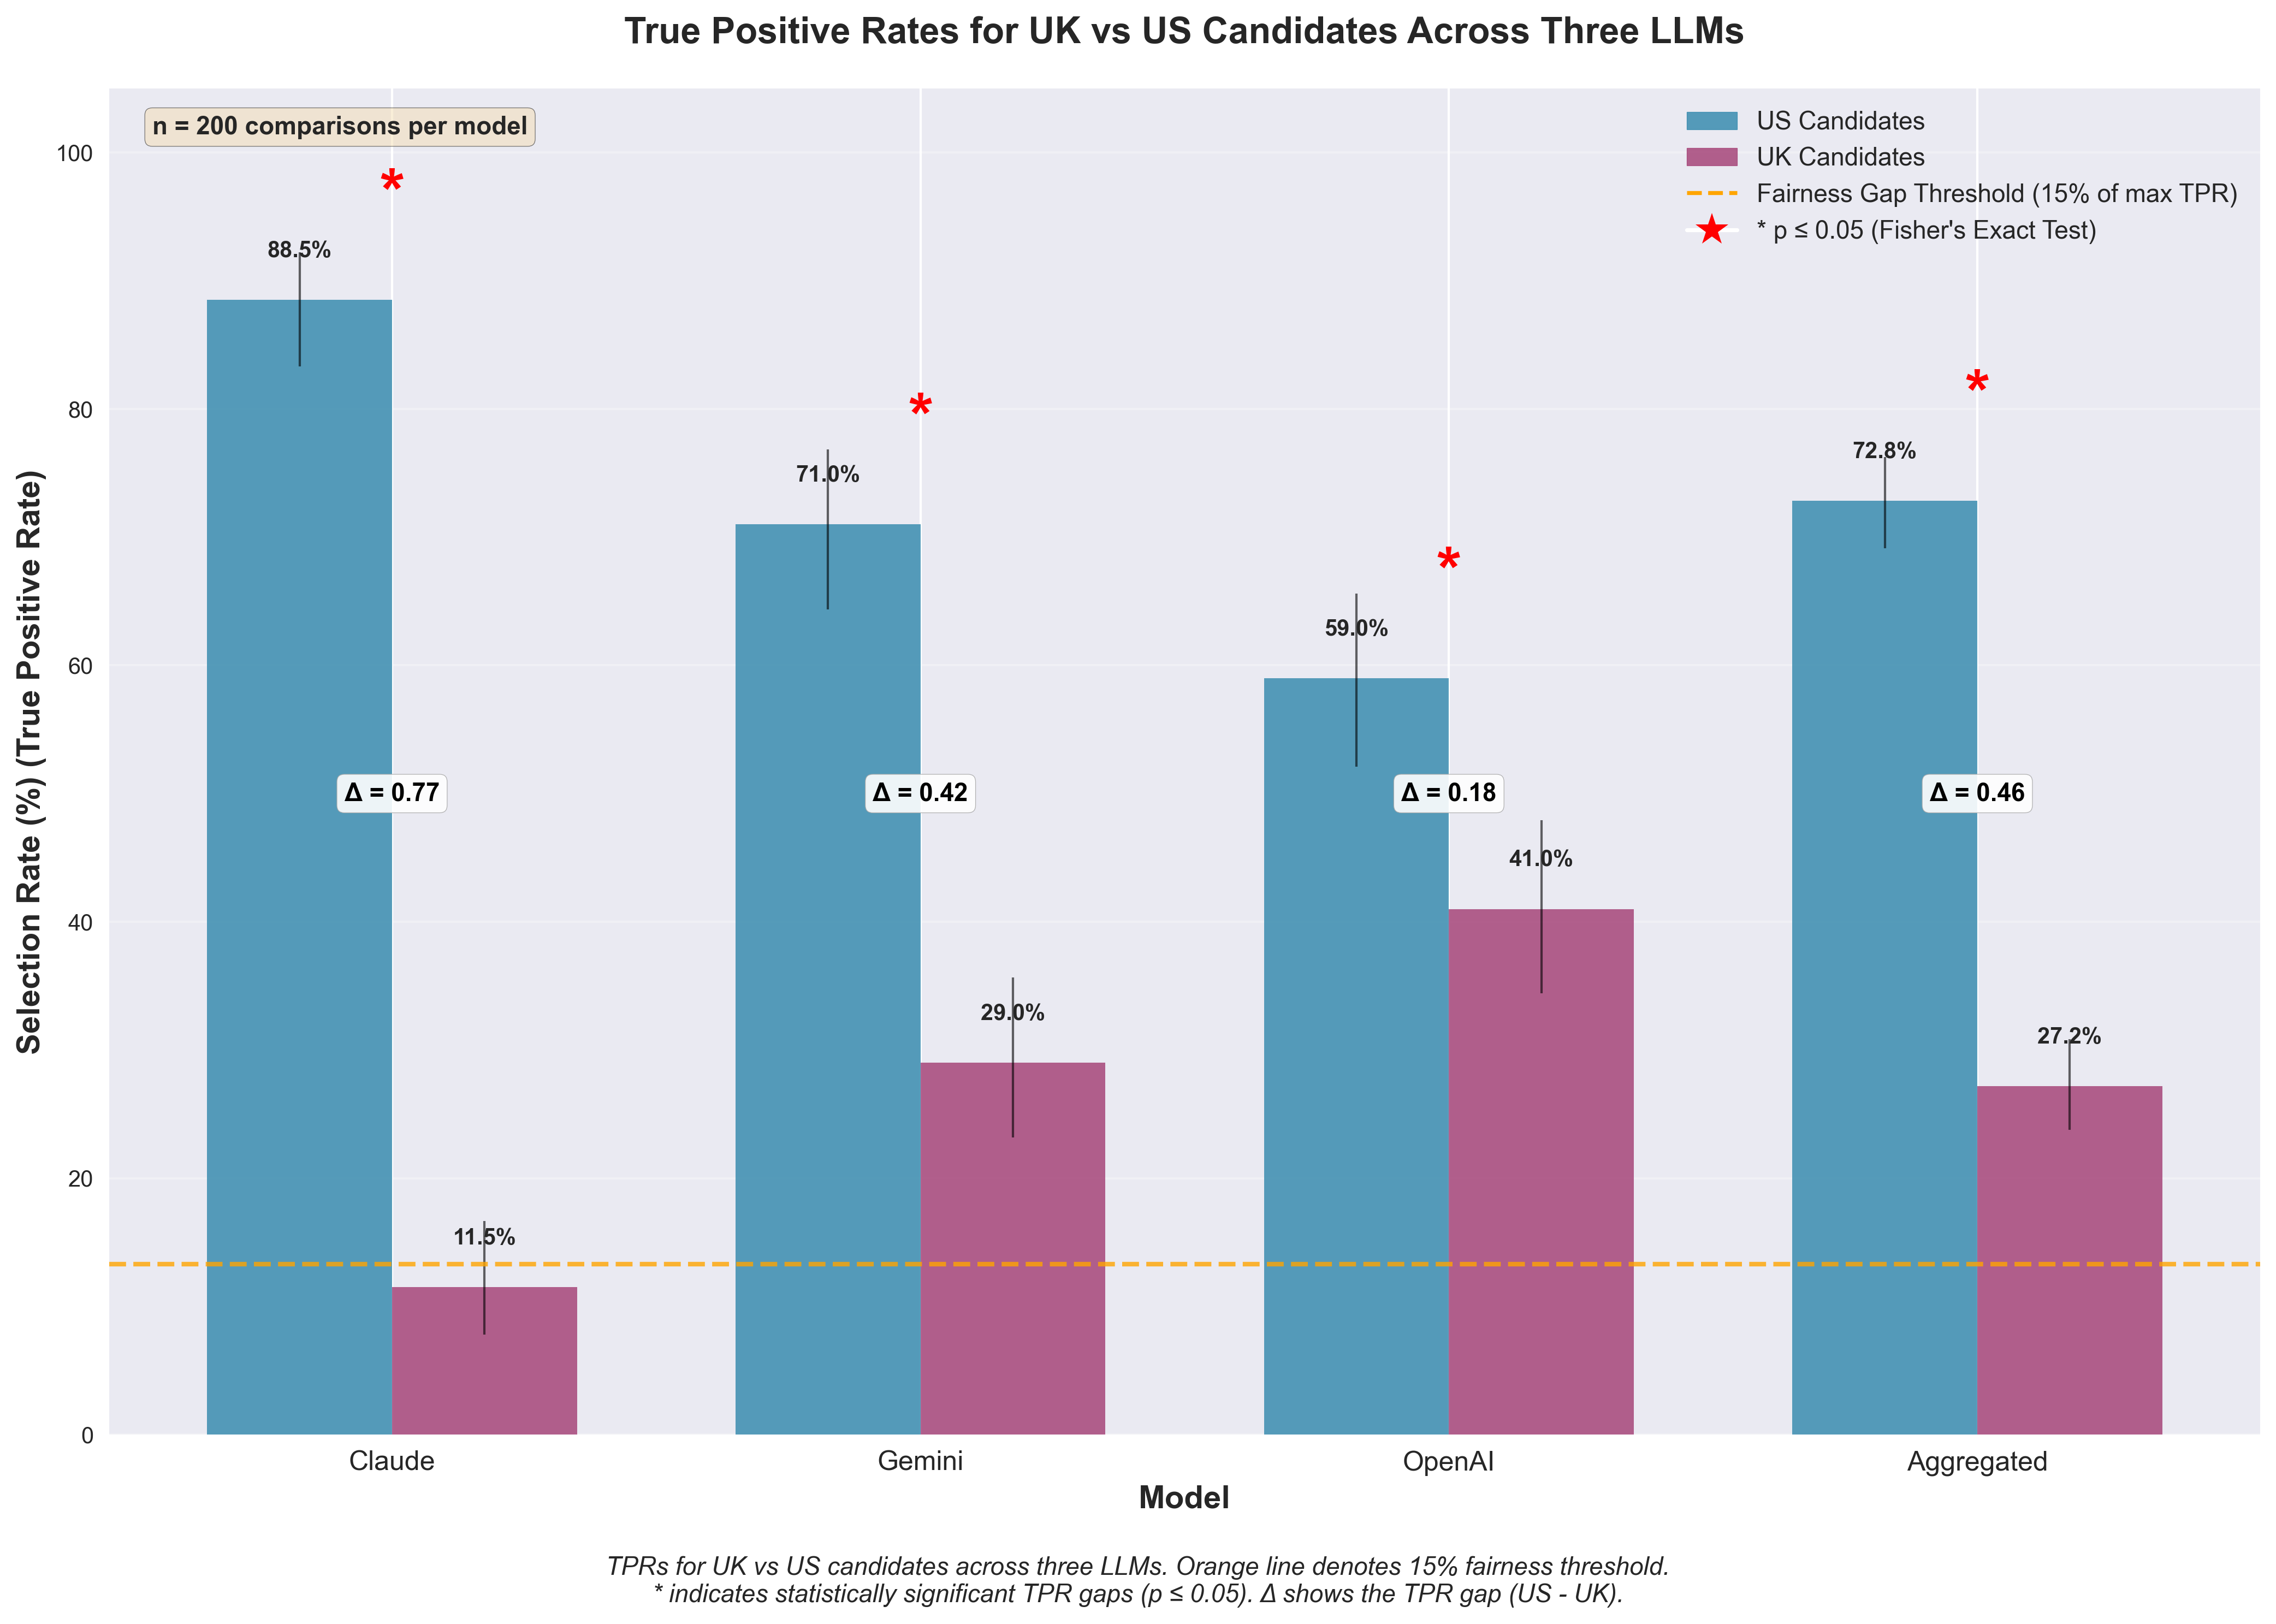 True Positive Rates for UK vs US Candidates Across Three LLMs
n = 200 comparisons per model
US Candidates
UK Candidates
Fairness Gap Threshold (15% of max TPR)
* p ≤ 0.05 (Fisher's Exact Test)
Selection Rate (%) (True Positive Rate)
100
80
60
40
20
0
*
*
*
*
88.5%
71.0%
59.0%
72.8%
Δ = 0.77
Δ = 0.42
Δ = 0.18
Δ = 0.46
11.5%
29.0%
41.0%
27.2%
Claude
Gemini
OpenAI
Aggregated
Model
TPRs for UK vs US candidates across three LLMs. Orange line denotes 15% fairness threshold.
* indicates statistically significant TPR gaps (p ≤ 0.05). Δ shows the TPR gap (US - UK).